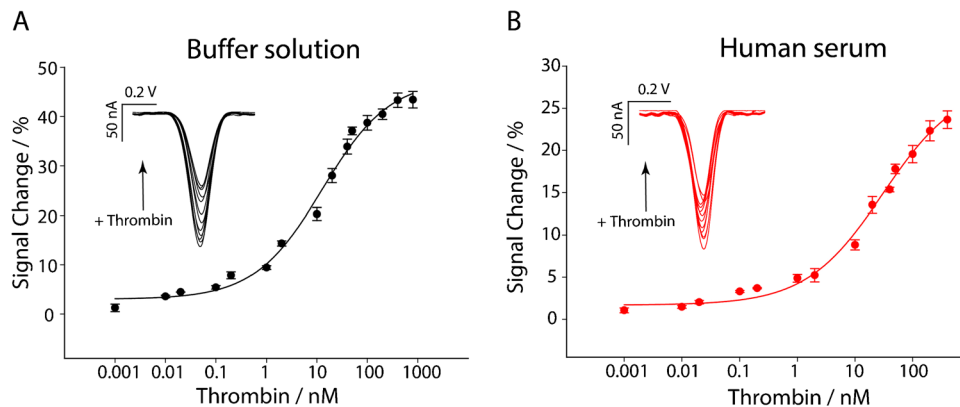 A
Buffer solution
50
40
30
20
10
0
Signal Change / %
0.2 V
50 nA
+ Thrombin
0.001 0.01 0.1 1 10 100 1000
Thrombin / nM
B
Human serum
30
25
20
15
10
5
0
Signal Change / %
0.2 V
50 nA
+ Thrombin
0.001 0.01 0.1 1 10 100
Thrombin / nM